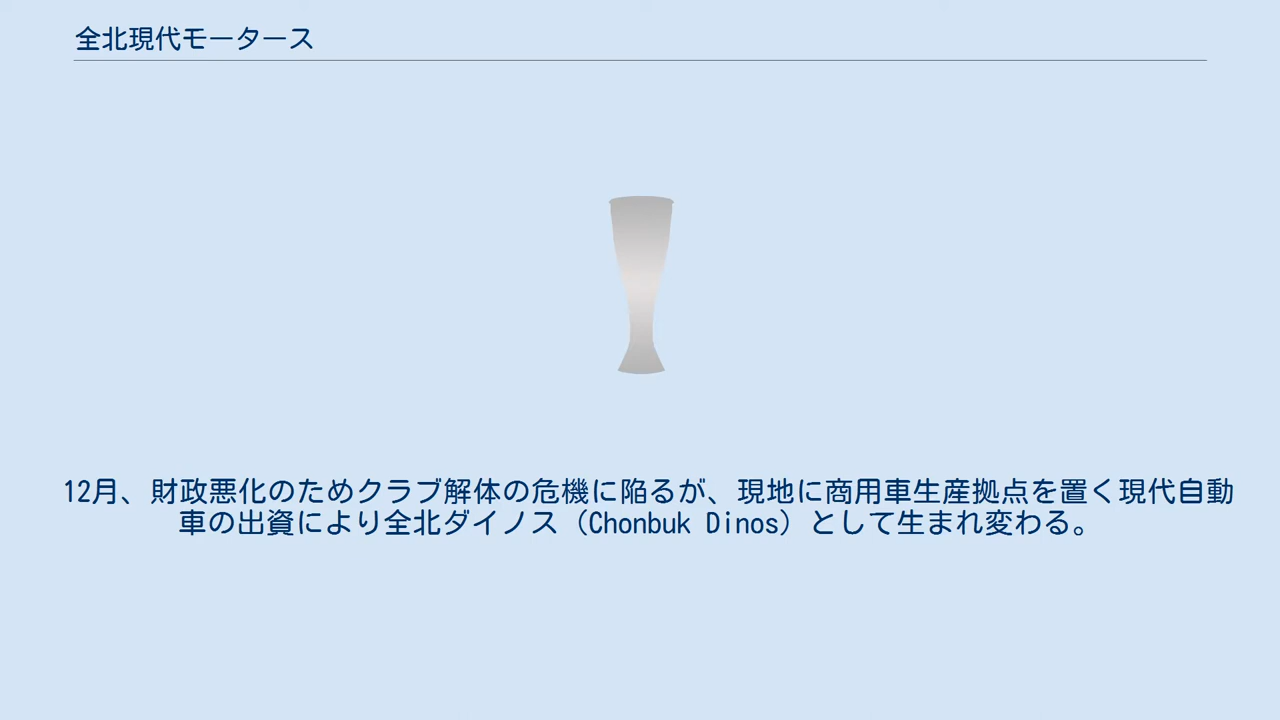 全北現代モータース
12月、財政悪化のためクラブ解体の危機に陥るが、現地に商用車生産拠点を置く現代自動
車の出資により全北ダイノス（Chonbuk Dinos）として生まれ変わる。